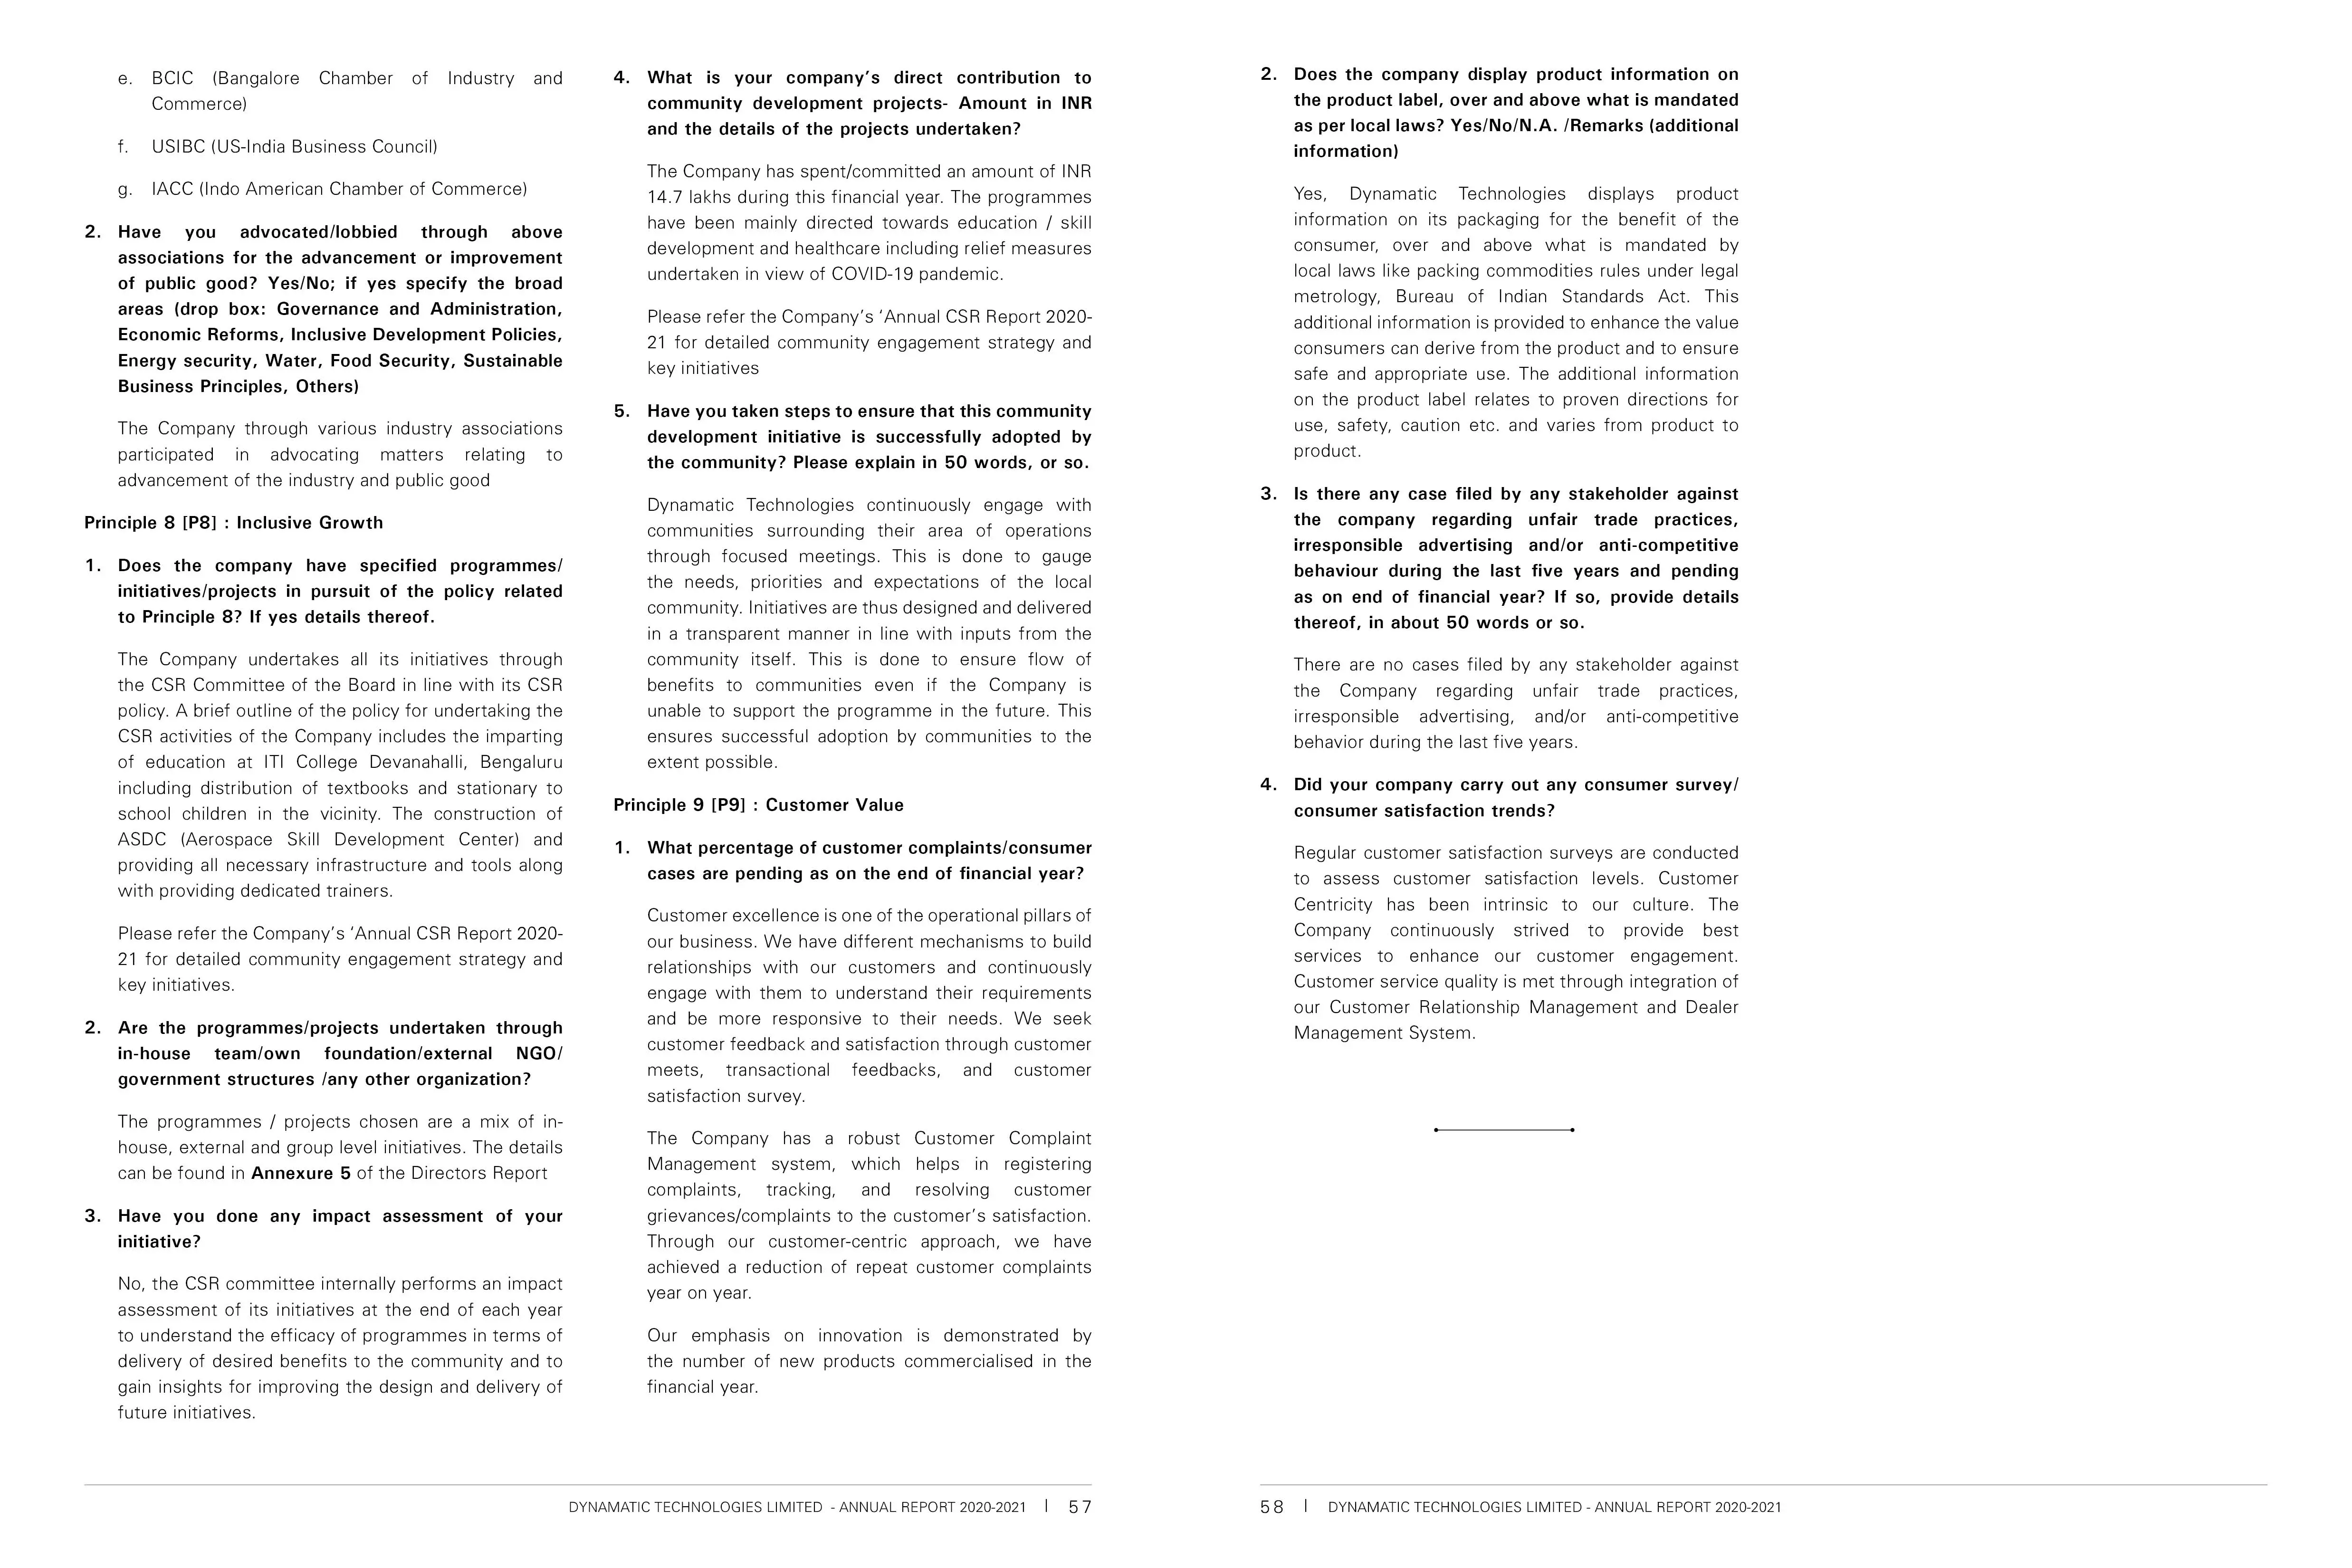 e. BCIC (Bangalore Chamber of Industry and
Commerce)
f. USIBC (US-India Business Council)
g. IACC (Indo American Chamber of Commerce)
2. Have you advocated/lobbied through above
associations for the advancement or improvement
of public good? Yes/No; if yes specify the broad
areas (drop box: Governance and Administration,
Economic Reforms, Inclusive Development Policies,
Energy security, Water, Food Security, Sustainable
Business Principles, Others)
The Company through various industry associations
participated in advocating matters relating to
advancement of the industry and public good
Principle 8 [P8] : Inclusive Growth
1. Does the company have specified programmes/
initiatives/projects in pursuit of the policy related
to Principle 8? If yes details thereof.
The Company undertakes all its initiatives through
the CSR Committee of the Board in line with its CSR
policy. A brief outline of the policy for undertaking the
CSR activities of the Company includes the imparting
of education at ITI College Devanahalli, Bengaluru
including distribution of textbooks and stationary to
school children in the vicinity. The construction of
ASDC (Aerospace Skill Development Center) and
providing all necessary infrastructure and tools along
with providing dedicated trainers.
Please refer the Company's 'Annual CSR Report 2020-
21 for detailed community engagement strategy and
key initiatives.
2. Are the programmes/projects undertaken through
in-house team/own foundation/external NGO/
government structures /any other organization?
The programmes / projects chosen are a mix of in-
house, external and group level initiatives. The details
can be found in Annexure 5 of the Directors Report
3. Have you done any impact assessment of your
initiative?
No, the CSR committee internally performs an impact
assessment of its initiatives at the end of each year
to understand the efficacy of programmes in terms of
delivery of desired benefits to the community and to
gain insights for improving the design and delivery of
future initiatives.
4. What is your company's direct contribution to
community development projects- Amount in INR
and the details of the projects undertaken?
The Company has spent/committed an amount of INR
14.7 lakhs during this financial year. The programmes
have been mainly directed towards education / skill
development and healthcare including relief measures
undertaken in view of COVID-19 pandemic.
Please refer the Company's 'Annual CSR Report 2020-
21 for detailed community engagement strategy and
key initiatives
5. Have you taken steps to ensure that this community
development initiative is successfully adopted by
the community? Please explain in 50 words, or so.
Dynamatic Technologies continuously engage with
communities surrounding their area of operations
through focused meetings. This is done to gauge
the needs, priorities and expectations of the local
community. Initiatives are thus designed and delivered
in a transparent manner in line with inputs from the
community itself. This is done to ensure flow of
benefits to communities even if the Company is
unable to support the programme in the future. This
ensures successful adoption by communities to the
extent possible.
Principle 9 [P9] : Customer Value
1. What percentage of customer complaints/consumer
cases are pending as on the end of financial year?
Customer excellence is one of the operational pillars of
our business. We have different mechanisms to build
relationships with our customers and continuously
engage with them to understand their requirements
and be more responsive to their needs. We seek
customer feedback and satisfaction through customer
meets, transactional feedbacks, and customer
satisfaction survey.
The Company has a robust Customer Complaint
Management system, which helps in registering
complaints, tracking, and resolving customer
grievances/complaints to the customer's satisfaction.
Through our customer-centric approach, we have
achieved a reduction of repeat customer complaints
year on year.
Our emphasis on innovation is demonstrated by
the number of new products commercialised in the
financial year.
DYNAMATIC TECHNOLOGIES LIMITED - ANNUAL REPORT 2020-2021 | 57
2. Does the company display product information on
the product label, over and above what is mandated
as per local laws? Yes/No/N.A. /Remarks (additional
information)
Yes, Dynamatic Technologies displays product
information on its packaging for the benefit of the
consumer, over and above what is mandated by
local laws like packing commodities rules under legal
metrology, Bureau of Indian Standards Act. This
additional information is provided to enhance the value
consumers can derive from the product and to ensure
safe and appropriate use. The additional information
on the product label relates to proven directions for
use, safety, caution etc. and varies from product to
product.
3. Is there any case filed by any stakeholder against
the company regarding unfair trade practices,
irresponsible advertising and/or anti-competitive
behaviour during the last five years and pending
as on end of financial year? If so, provide details
thereof, in about 50 words or so.
There are no cases filed by any stakeholder against
the Company regarding unfair trade practices,
irresponsible advertising, and/or anti-competitive
behavior during the last five years.
4. Did your company carry out any consumer survey/
consumer satisfaction trends?
Regular customer satisfaction surveys are conducted
to assess customer satisfaction levels. Customer
Centricity has been intrinsic to our culture. The
Company continuously strived to provide best
services to enhance our customer engagement.
Customer service quality is met through integration of
our Customer Relationship Management and Dealer
Management System.
58 | DYNAMATIC TECHNOLOGIES LIMITED - ANNUAL REPORT 2020-2021